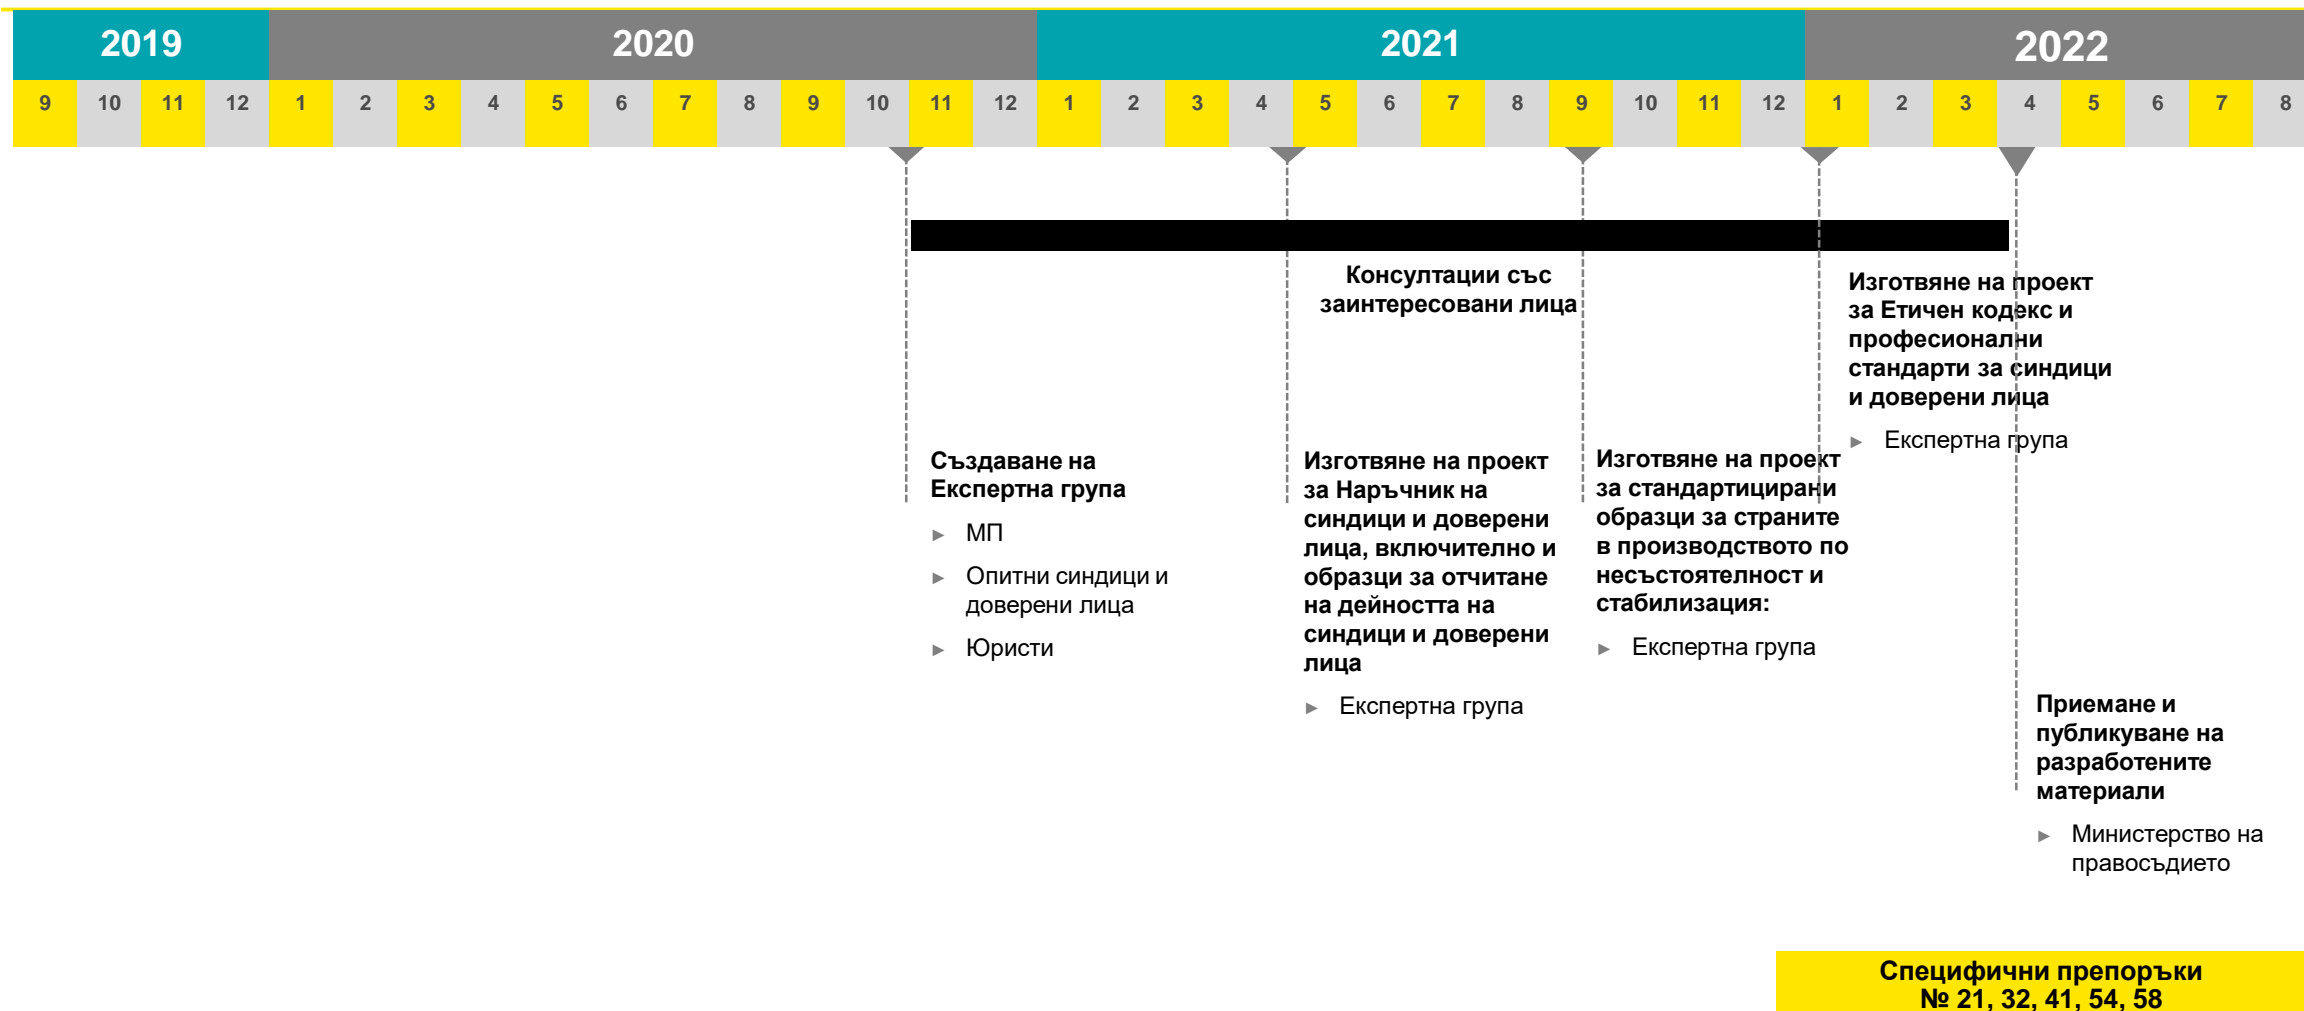 2019 2020 2021 2022
9 10 11 12 1 2 3 4 5 6 7 8 9 10 11 12 1 2 3 4 5 6 7 8 9 10 11 12 1 2 3 4 5 6 7 8
Консултации със
заинтересовани лица
Изготвяне на проект
за Етичен кодекс и
професионални
стандарти за синдици
и доверени лица
► Експертна група
Създаване на
Експертна група
► МП
► Опитни синдици и
доверени лица
► Юристи
Изготвяне на проект
за Наръчник на
синдици и доверени
лица, включително и
образци за отчитане
на дейността на
синдици и доверени
лица
► Експертна група
Изготвяне на проект
за стандартицирани
образци за страните
в производството по
несъстоятелност и
стабилизация:
► Експертна група
Приемане и
публикуване на
разработените
материали
► Министерство на
правосъдието
Специфични препоръки
№ 21, 32, 41, 54, 58